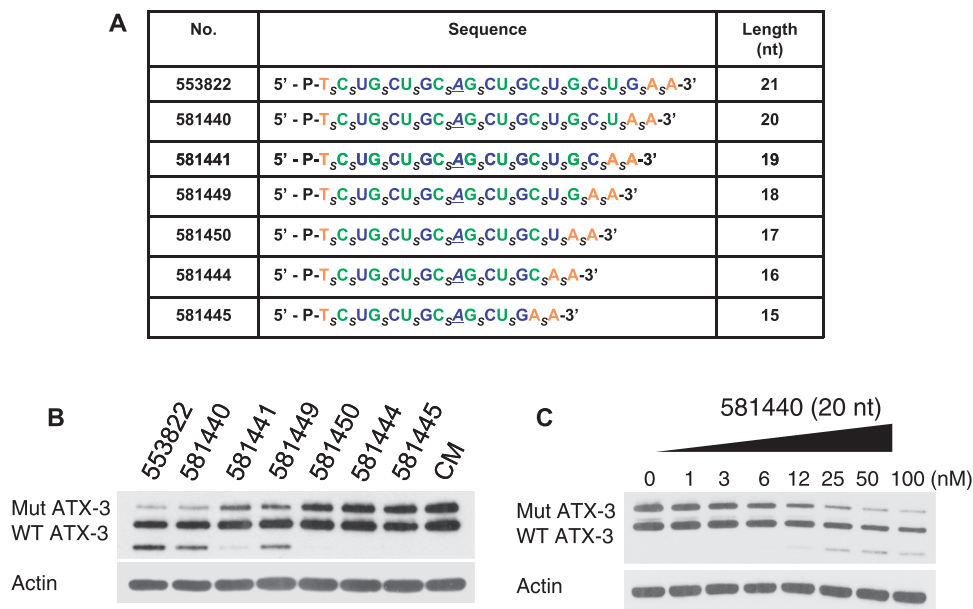 A
No. Sequence Length (nt)
553822 5’ - P-TsCsUGsCUsGCsAGsCUsGCsUsGsCsUsGsAsA-3’ 21
581440 5’ - P-TsCsUGsCUsGCsAGsCUsGCsUsGsCsUsAsA-3’ 20
581441 5’ - P-TsCsUGsCUsGCsAGsCUsGCsUsGsCsAsA-3’ 19
581449 5’ - P-TsCsUGsCUsGCsAGsCUsGCsUsGsAsA-3’ 18
581450 5’ - P-TsCsUGsCUsGCsAGsCUsGCsUsAsA-3’ 17
581444 5’ - P-TsCsUGsCUsGCsAGsCUsGCsAsA-3’ 16
581445 5’ - P-TsCsUGsCUsGCsAGsCUsGAsA-3’ 15
B
553822 581440 581441 581449 581450 581444 581445 CM
Mut ATX-3
WT ATX-3
Actin
C
581440 (20 nt)
0 1 3 6 12 25 50 100 (nM)
Mut ATX-3
WT ATX-3
Actin